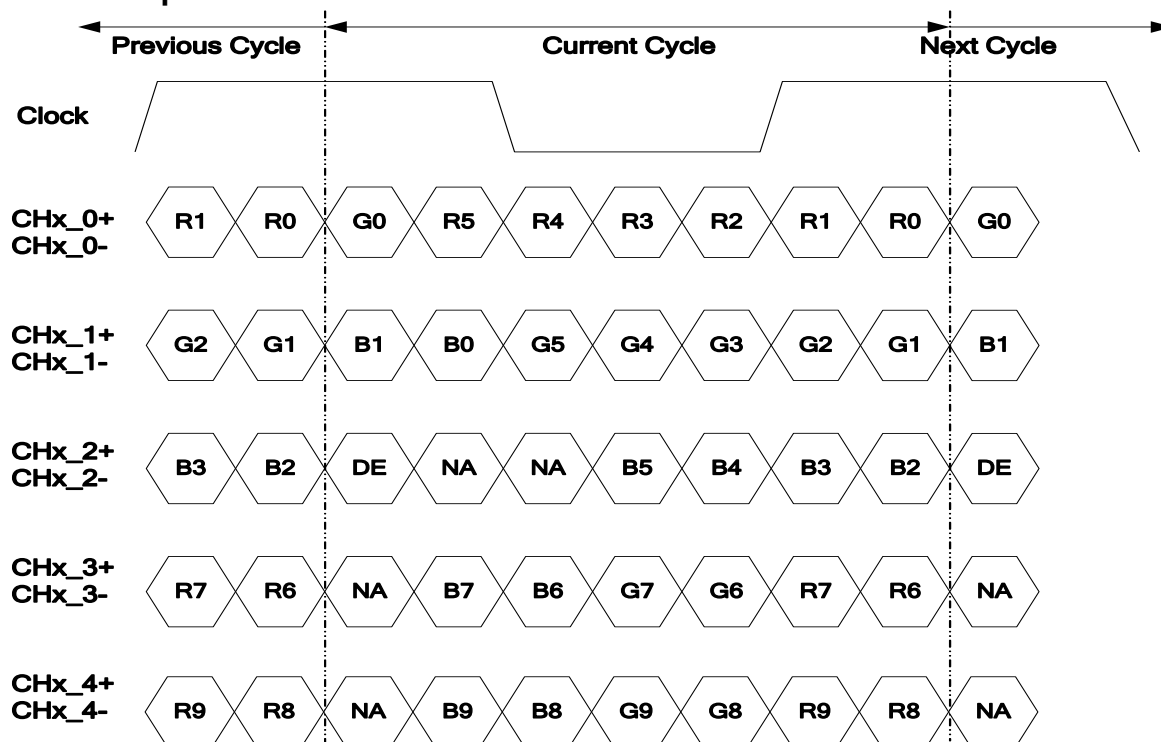 Previous Cycle Current Cycle Next Cycle
Clock
CHx_0+
CHx_0-
R1 R0 G0 R5 R4 R3 R2 R1 R0 G0
CHx_1+
CHx_1-
G2 G1 B1 B0 G5 G4 G3 G2 G1 B1
CHx_2+
CHx_2-
B3 B2 DE NA NA B5 B4 B3 B2 DE
CHx_3+
CHx_3-
R7 R6 NA B7 B6 G7 G6 R7 R6 NA
CHx_4+
CHx_4-
R9 R8 NA B9 B8 G9 G8 R9 R8 NA